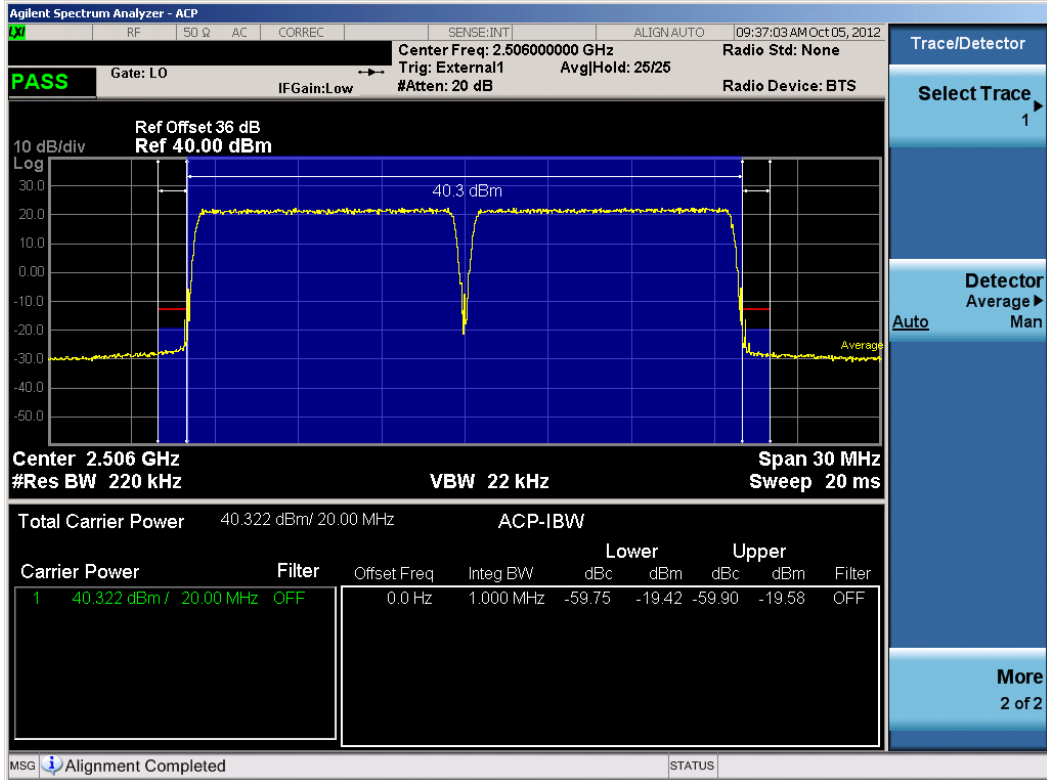 Agilent Spectrum Analyzer - ACP
LXI RF 50 Ω AC CORREC SENSE:INT ALIGN AUTO 09:37:03 AM Oct 05, 2012
Center Freq: 2.506000000 GHz Radio Std: None
Trig: External1 Avg|Hold: 25/25
PASS Gate: LO IFGain:Low #Atten: 20 dB Radio Device: BTS
Ref Offset 36 dB
10 dB/div Ref 40.00 dBm
Log
30.0
40.3 dBm
20.0
10.0
0.00
-10.0
-20.0
Average
-30.0
-40.0
-50.0
Center 2.506 GHz Span 30 MHz
#Res BW 220 kHz VBW 22 kHz Sweep 20 ms
Total Carrier Power 40.322 dBm/ 20.00 MHz ACP-IBW
Lower Upper
Carrier Power Filter Offset Freq Integ BW dBc dBm dBc dBm Filter
1 40.322 dBm / 20.00 MHz OFF 0.0 Hz 1.000 MHz -59.75 -19.42 -59.90 -19.58 OFF
MSG Alignment Completed STATUS
Trace/Detector
Select Trace
1
Detector
Average
Auto Man
More
2 of 2